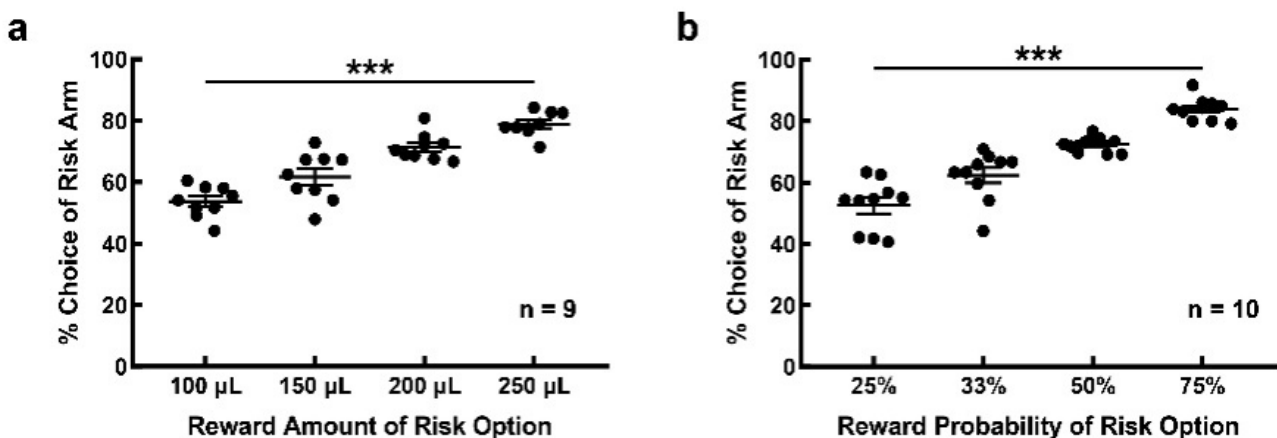 a
% Choice of Risk Arm
100
80
60
40
20
0
***
n = 9
100 µL 150 µL 200 µL 250 µL
Reward Amount of Risk Option
b
% Choice of Risk Arm
100
80
60
40
20
0
***
n = 10
25% 33% 50% 75%
Reward Probability of Risk Option